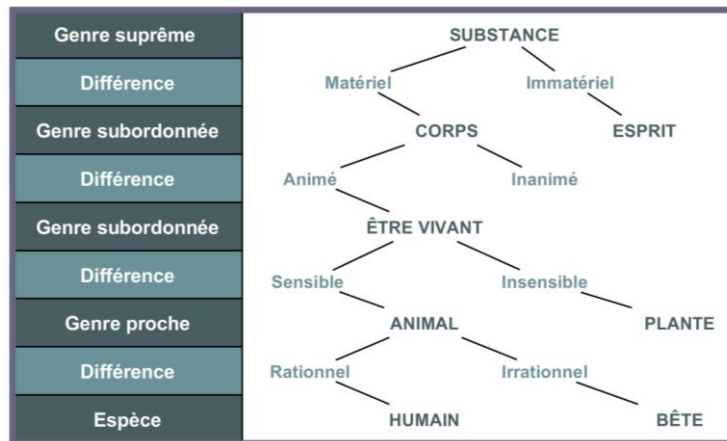 Genre suprême SUBSTANCE
Différence Matériel Immatériel
Genre subordonnée CORPS ESPRIT
Différence Animé Inanimé
Genre subordonnée ÊTRE VIVANT
Différence Sensible Insensible
Genre proche ANIMAL PLANTE
Différence Rationnel Irrationnel
Espèce HUMAIN BÊTE